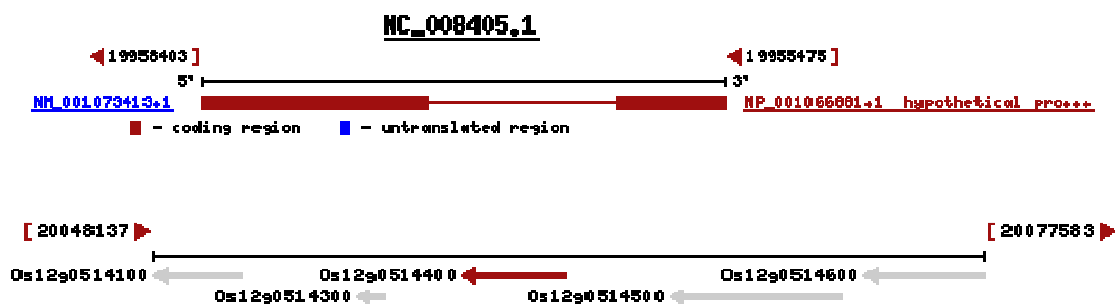 NC_008405.1
19958403 ]
19955475 ]
5' 3'
NM_001073413.1
NP_001066881.1 hypothetical pro...
- coding region - untranslated region
[ 20048137
[ 20077583
Os12g0514100 Os12g0514400 Os12g0514600
Os12g0514300 Os12g0514500